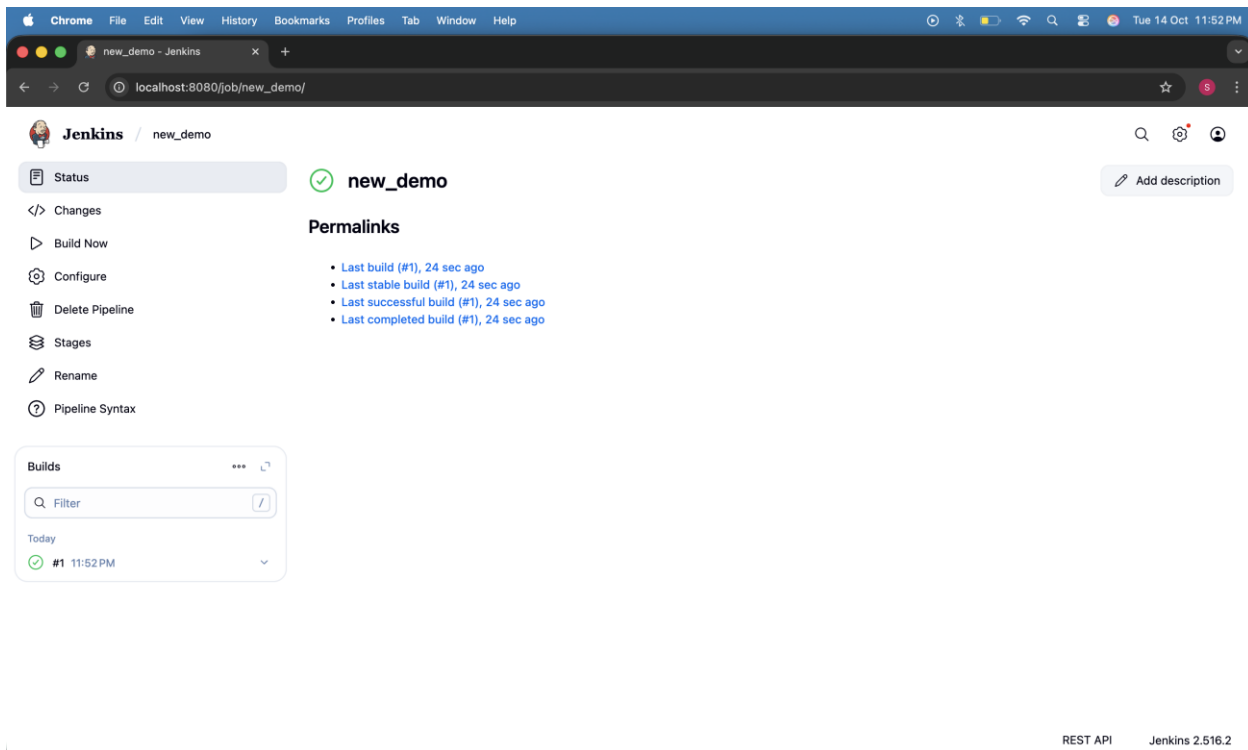 Chrome File Edit View History Bookmarks Profiles Tab Window Help Tue 14 Oct 11:52 PM
new_demo - Jenkins
localhost:8080/job/new_demo/ S
Jenkins / new_demo
Status
Changes
Build Now
Configure
Delete Pipeline
Stages
Rename
Pipeline Syntax
Builds
Filter /
Today
#1 11:52 PM
new_demo
Add description
Permalinks
Last build (#1), 24 sec ago
Last stable build (#1), 24 sec ago
Last successful build (#1), 24 sec ago
Last completed build (#1), 24 sec ago
REST API Jenkins 2.516.2